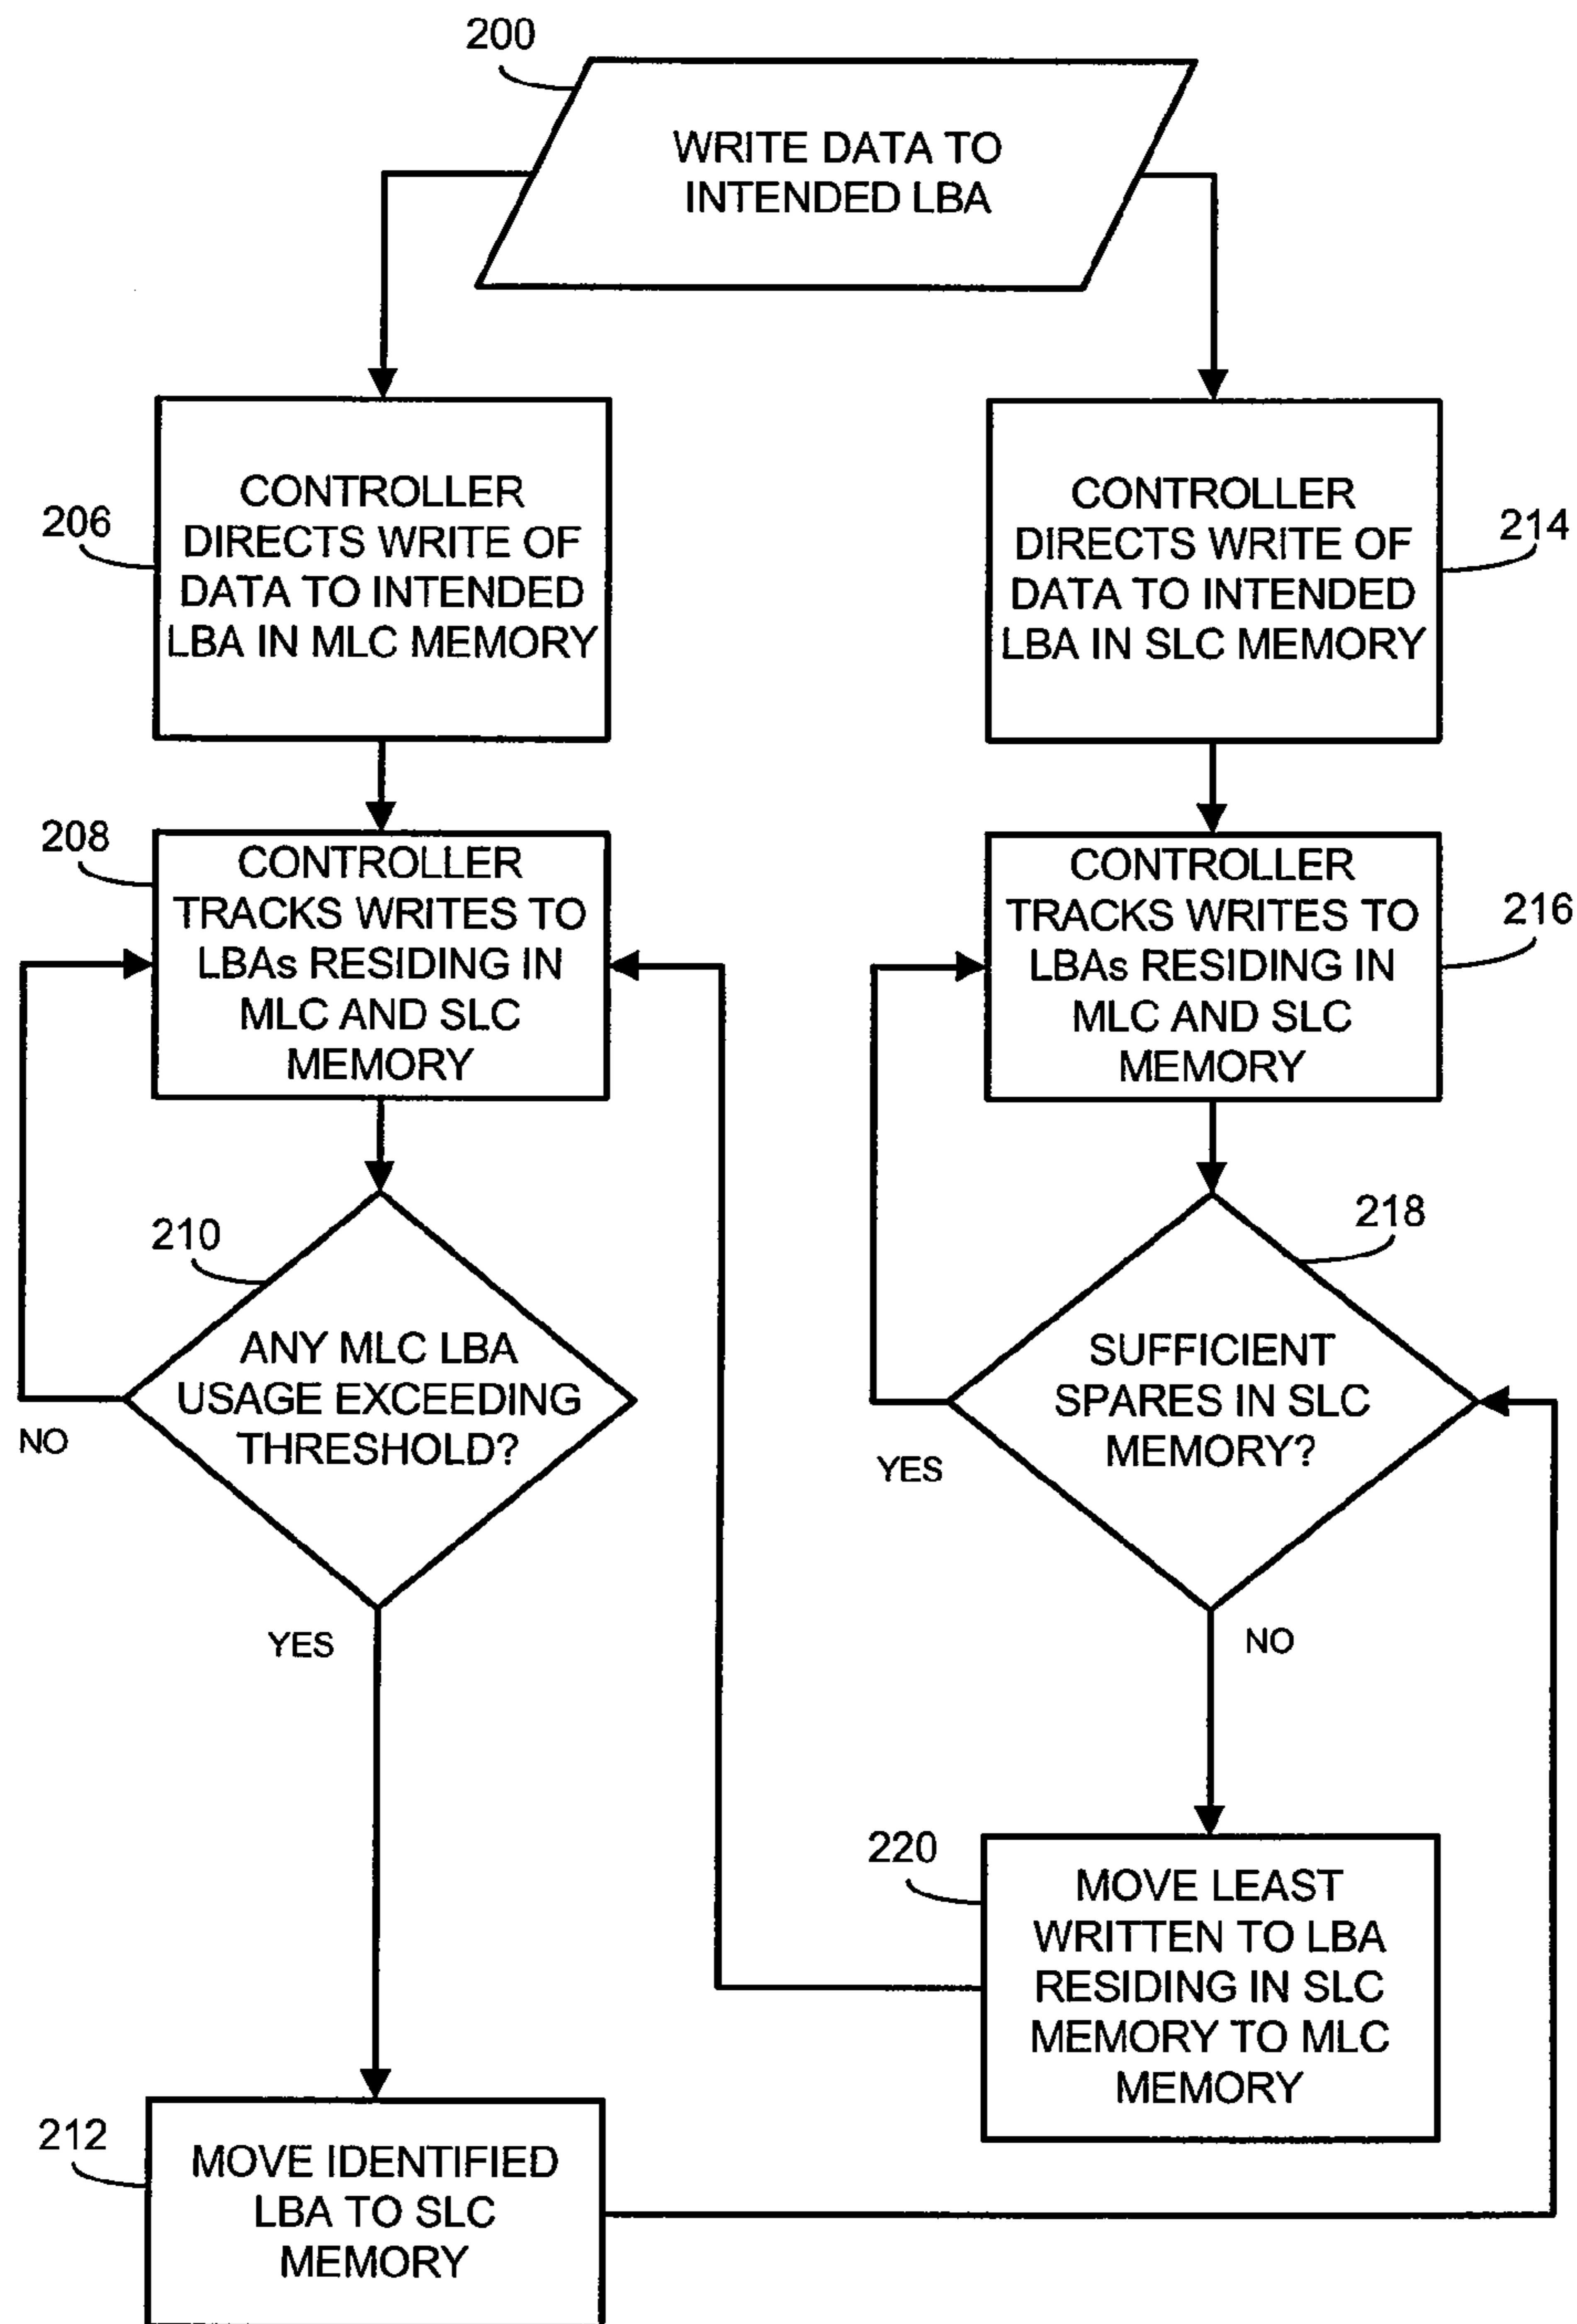 200
WRITE DATA TO
INTENDED LBA
206
CONTROLLER
DIRECTS WRITE OF
DATA TO INTENDED
LBA IN MLC MEMORY
CONTROLLER
DIRECTS WRITE OF
DATA TO INTENDED
LBA IN SLC MEMORY
214
208
CONTROLLER
TRACKS WRITES TO
LBAs RESIDING IN
MLC AND SLC
MEMORY
CONTROLLER
TRACKS WRITES TO
LBAs RESIDING IN
MLC AND SLC
MEMORY
216
210
ANY MLC LBA
USAGE EXCEEDING
THRESHOLD?
NO
YES
218
SUFFICIENT
SPARES IN SLC
MEMORY?
YES
NO
220
MOVE LEAST
WRITTEN TO LBA
RESIDING IN SLC
MEMORY TO MLC
MEMORY
212
MOVE IDENTIFIED
LBA TO SLC
MEMORY